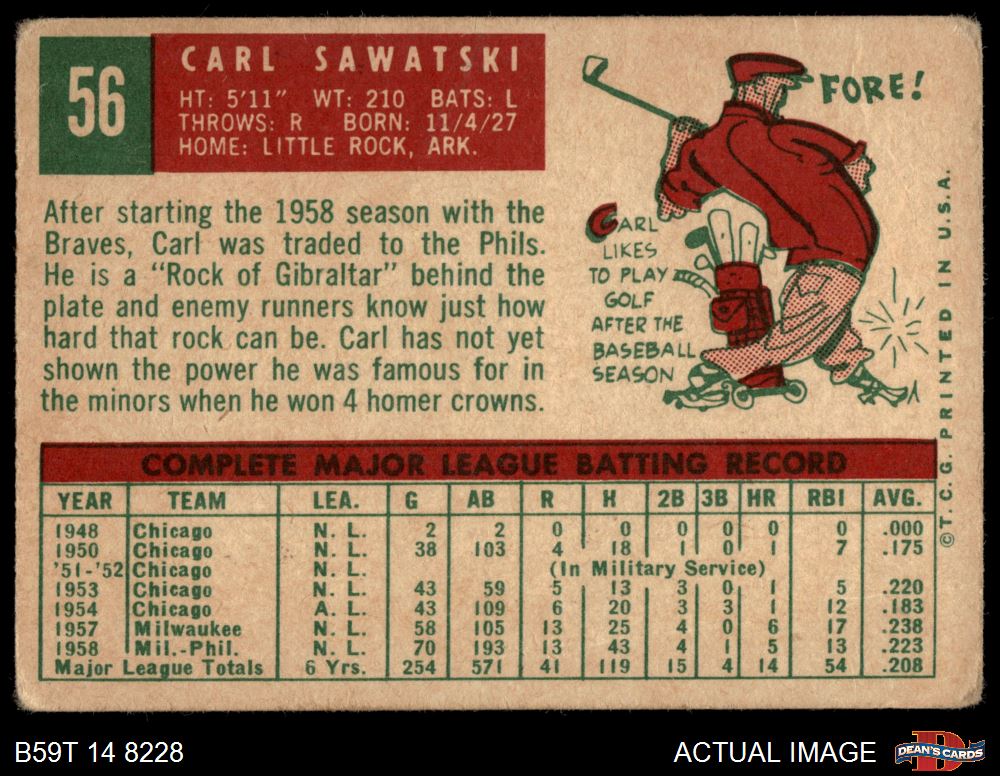 56
CARL SAWATSKI
HT: 5'11" WT: 210 BATS: L
THROWS: R BORN: 11/4/27
HOME: LITTLE ROCK, ARK.
FORE!
After starting the 1958 season with the
Braves, Carl was traded to the Phils.
He is a "Rock of Gibraltar" behind the
plate and enemy runners know just how
hard that rock can be. Carl has not yet
shown the power he was famous for in
the minors when he won 4 homer crowns.
CARL
LIKES
TO PLAY
GOLF
AFTER THE
BASEBALL
SEASON
COMPLETE MAJOR LEAGUE BATTING RECORD
YEAR TEAM LEA. G AB R H 2B 3B HR RBI AVG.
1948 Chicago N. L. 2 2 0 0 0 0 0 0 .000
1950 Chicago N. L. 38 103 4 18 1 0 1 7 .175
'51-'52 Chicago N. L. (In Military Service)
1953 Chicago N. L. 43 59 5 13 3 0 1 5 .220
1954 Chicago A. L. 43 109 6 20 3 3 1 12 .183
1957 Milwaukee N. L. 58 105 13 25 4 0 6 17 .238
1958 Mil.-Phil. N. L. 70 193 13 43 4 1 5 13 .223
Major League Totals 6 Yrs. 254 571 41 119 15 4 14 54 .208
©T. C. G. PRINTED IN U.S.A.
B59T 14 8228
ACTUAL IMAGE
D
DEAN'S CARDS